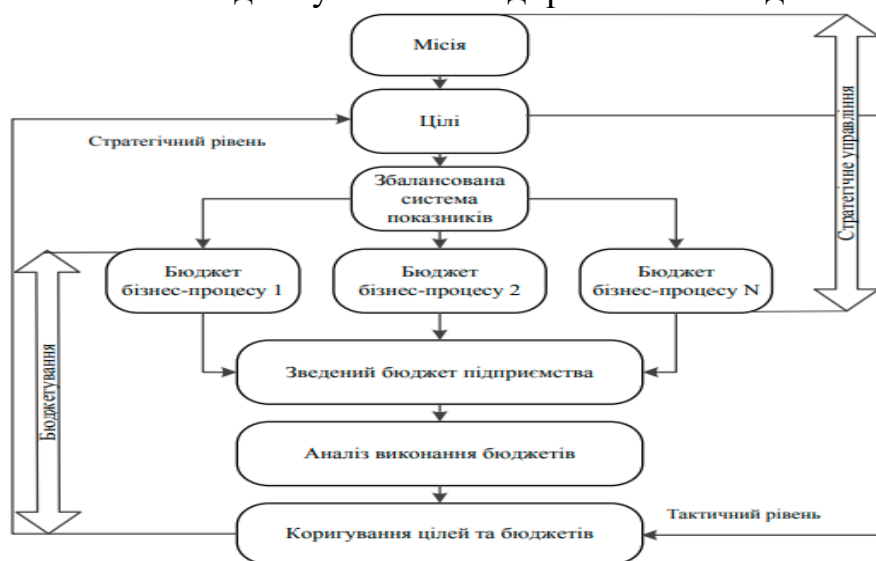 Місія
Цілі
Стратегічний рівень
Збалансована
система
показників
Стратегічне управління
Бюджет
бізнес-процесу 1
Бюджет
бізнес-процесу 2
Бюджет
бізнес-процесу N
Бюджетування
Зведений бюджет підприємства
Аналіз виконання бюджетів
Тактичний рівень
Коригування цілей та бюджетів